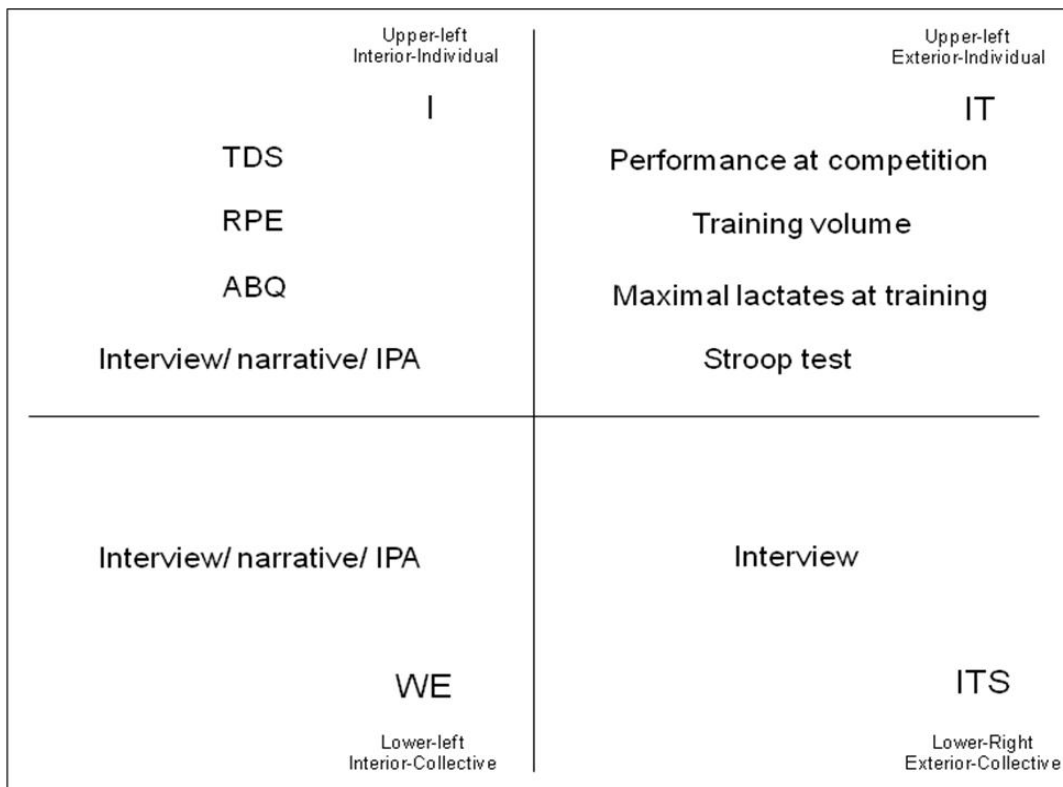 Upper-left
Interior-Individual
I
TDS
RPE
ABQ
Interview/ narrative/ IPA
Upper-left
Exterior-Individual
IT
Performance at competition
Training volume
Maximal lactates at training
Stroop test
Interview/ narrative/ IPA
WE
Lower-left
Interior-Collective
Interview
ITS
Lower-Right
Exterior-Collective